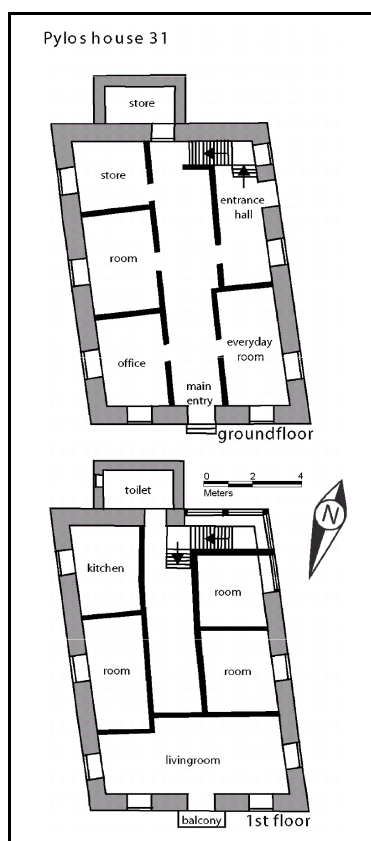 Pylos house 31
store
store
entrance
hall
room
office
everyday
room
main
entry
groundfloor
0 2 4
Meters
N
toilet
kitchen
room
room
room
livingroom
balcony
1st floor